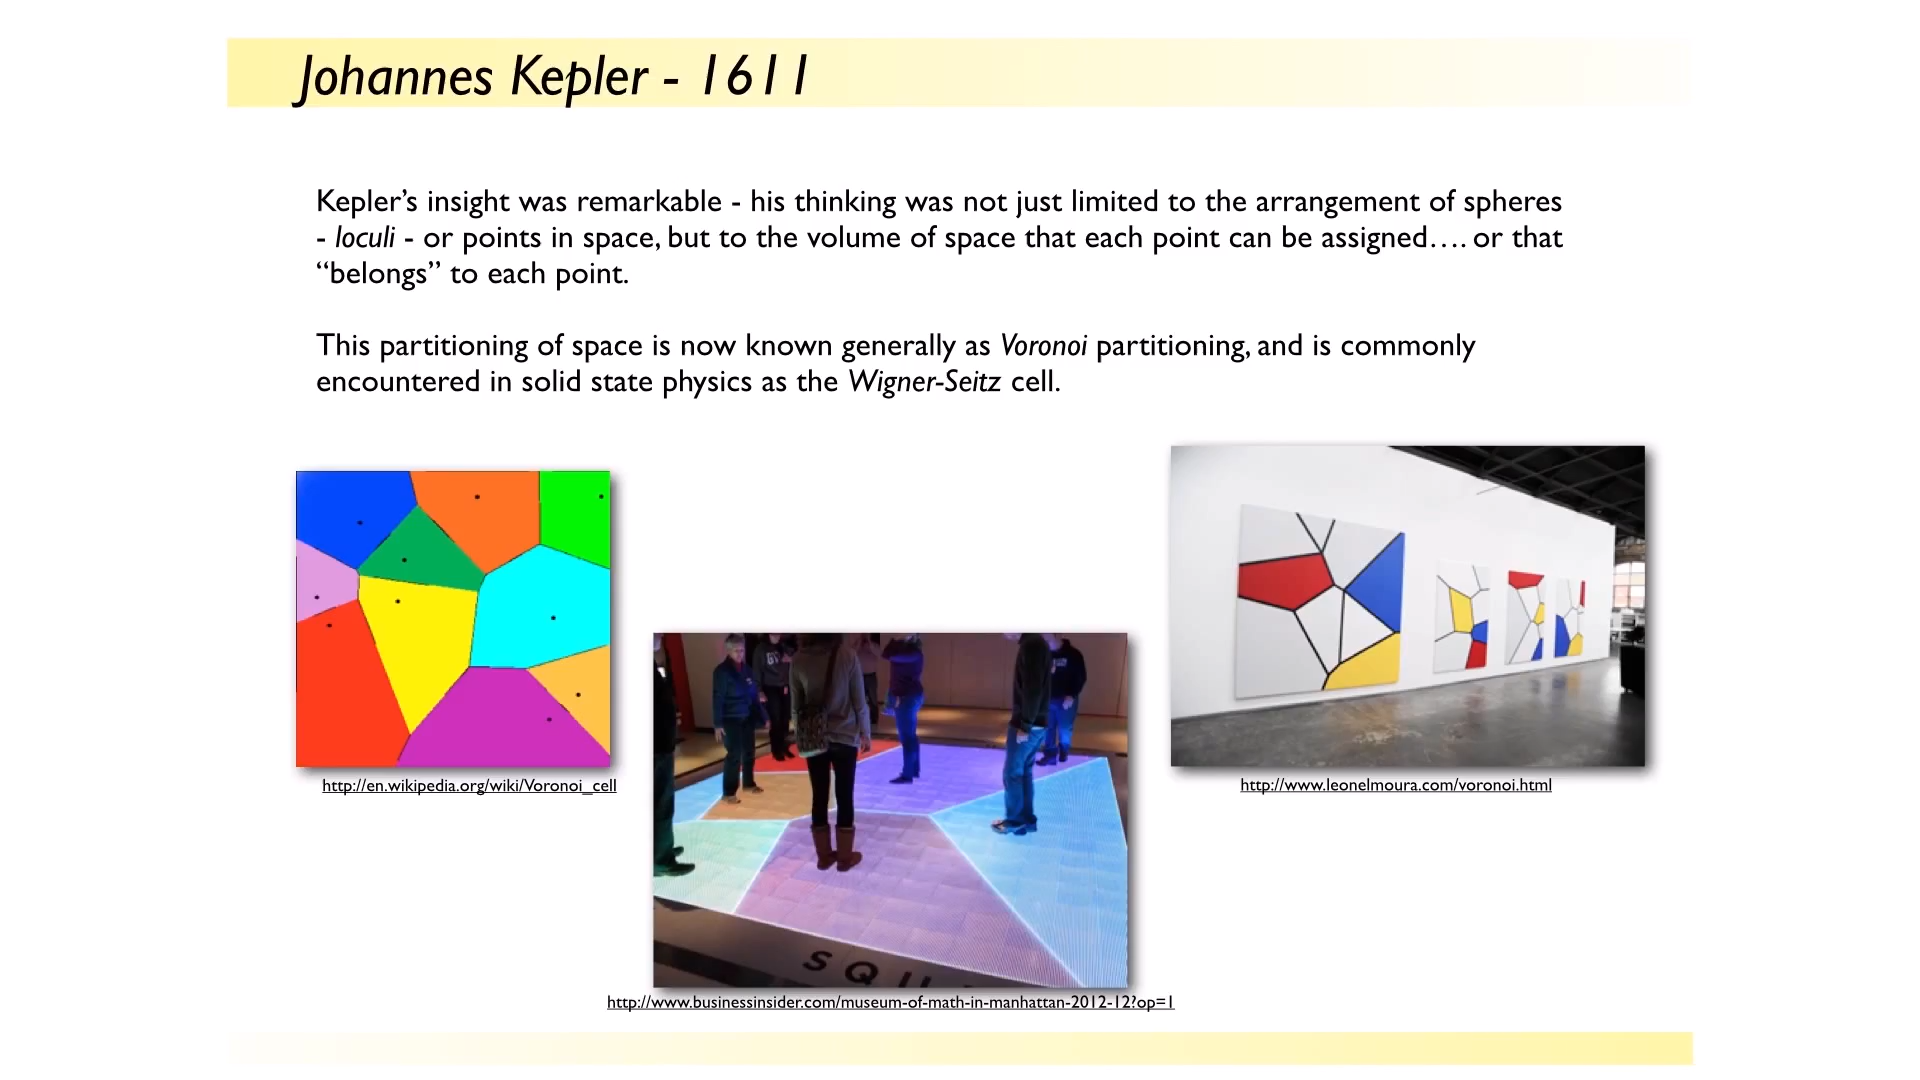 Johannes Kepler - 1611
Kepler’s insight was remarkable - his thinking was not just limited to the arrangement of spheres
- loculi - or points in space, but to the volume of space that each point can be assigned…. or that
“belongs” to each point.
This partitioning of space is now known generally as Voronoi partitioning, and is commonly
encountered in solid state physics as the Wigner-Seitz cell.
http://en.wikipedia.org/wiki/Voronoi_cell
http://www.leonelmoura.com/voronoi.html
SQU
http://www.businessinsider.com/museum-of-math-in-manhattan-2012-12?op=1